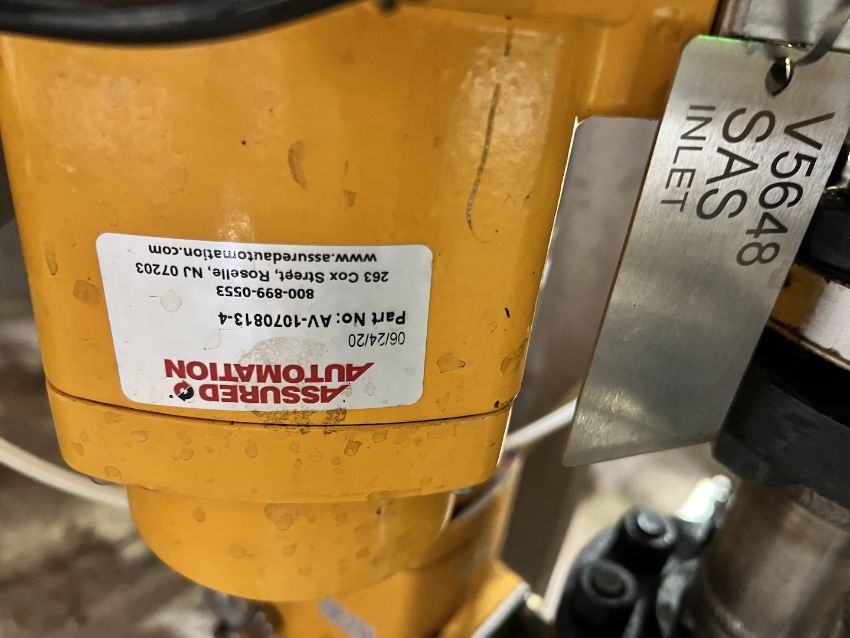 ASSURED
AUTOMATION
06/24/20
Part No: AV-1070813-4
800-899-0553
263 Cox Street, Roselle, NJ 07203
www.assuredautomation.com
V5648
SAS
INLET